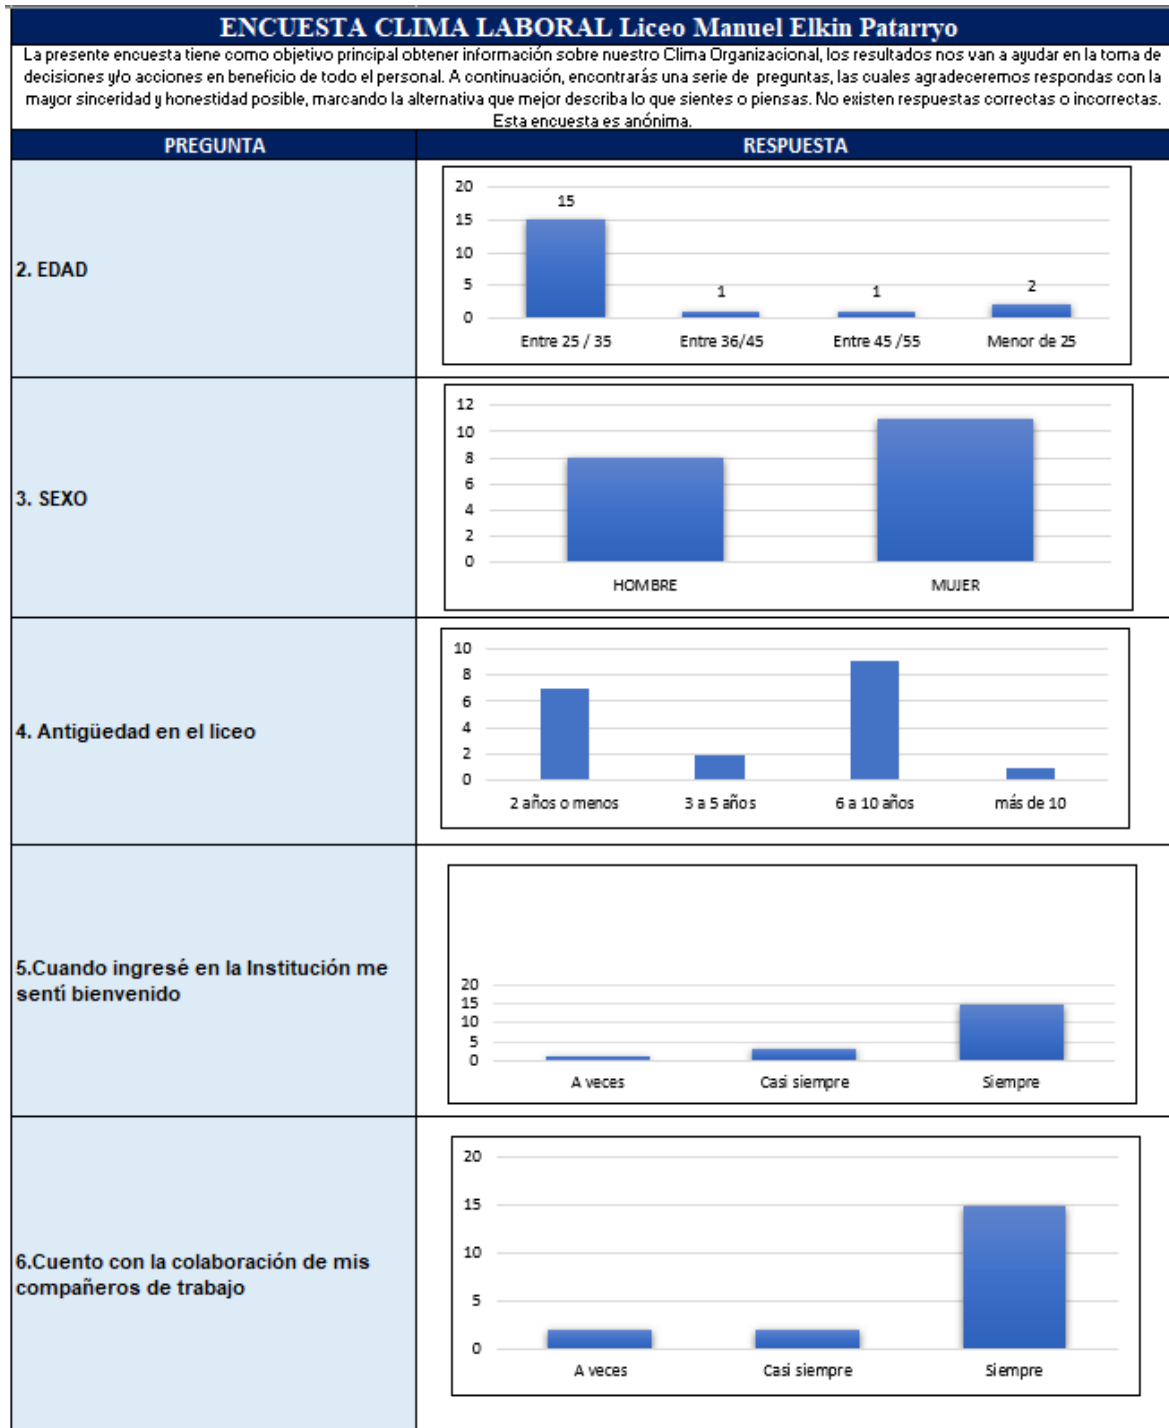 ENCUESTA CLIMA LABORAL Liceo Manuel Elkin Patarryo
La presente encuesta tiene como objetivo principal obtener información sobre nuestro Clima Organizacional, los resultados nos van a ayudar en la toma de
decisiones y/o acciones en beneficio de todo el personal. A continuación, encontrarás una serie de preguntas, las cuales agradeceremos respondas con la
mayor sinceridad y honestidad posible, marcando la alternativa que mejor describa lo que sientes o piensas. No existen respuestas correctas o incorrectas.
Esta encuesta es anónima.
PREGUNTA RESPUESTA
2. EDAD
20
15
10
5
0
15
1
1
2
Entre 25 / 35 Entre 36/45 Entre 45 /55 Menor de 25
3. SEXO
12
10
8
6
4
2
0
HOMBRE MUJER
4. Antigüedad en el liceo
10
8
6
4
2
0
2 años o menos 3 a 5 años 6 a 10 años más de 10
5.Cuando ingresé en la Institución me
sentí bienvenido
20
15
10
5
0
A veces Casi siempre Siempre
6.Cuento con la colaboración de mis
compañeros de trabajo
20
15
10
5
0
A veces Casi siempre Siempre